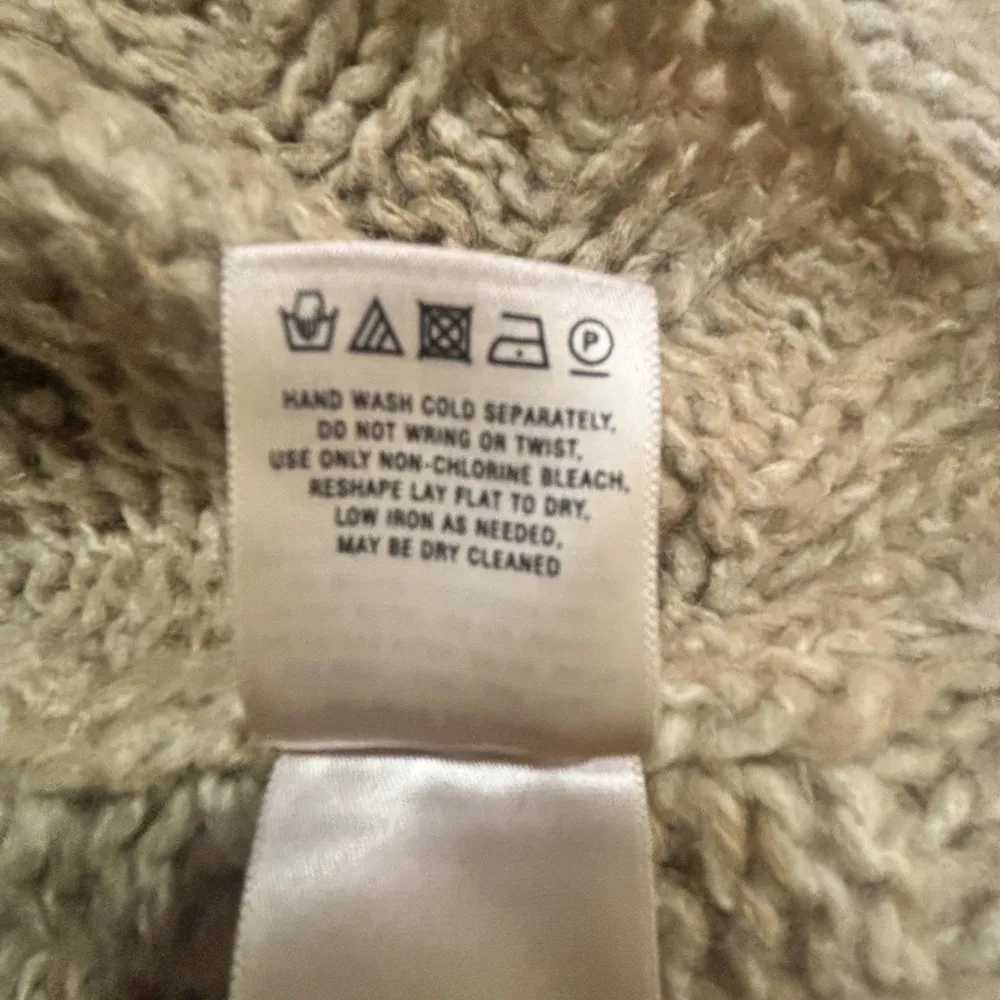 P
HAND WASH COLD SEPARATELY,
DO NOT WRING OR TWIST,
USE ONLY NON-CHLORINE BLEACH,
RESHAPE LAY FLAT TO DRY,
LOW IRON AS NEEDED,
MAY BE DRY CLEANED